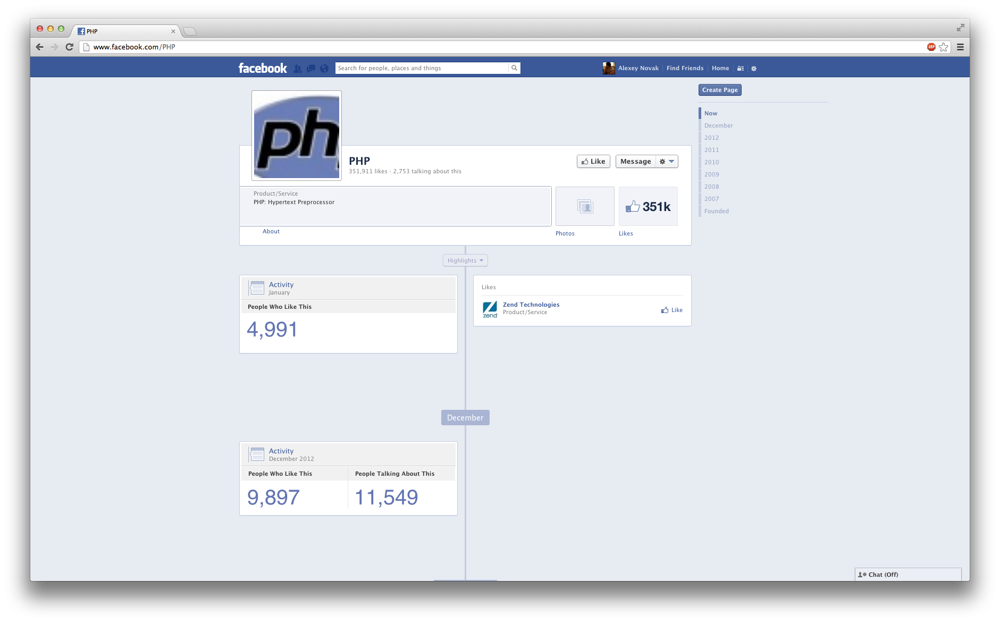 PHP
www.facebook.com/PHP
ABP
facebook
Search for people, places and things
Alexey Novak
Find Friends
Home
Create Page
Now
December
2012
2011
2010
2009
2008
2007
Founded
ph
PHP
351,911 likes · 2,753 talking about this
Like
Message
Product/Service
PHP: Hypertext Preprocessor
351k
About
Photos
Likes
Highlights
Activity
January
People Who Like This
4,991
Likes
Zend Technologies
Product/Service
zend
Like
December
Activity
December 2012
People Who Like This
People Talking About This
9,897
11,549
Chat (Off)